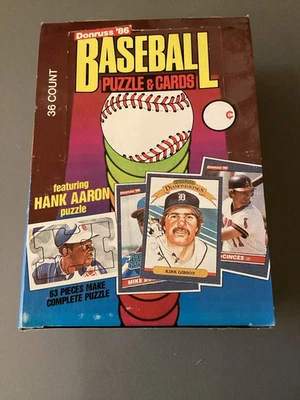 Donruss '86
BASEBALL
PUZZLE & CARDS
36 COUNT
C
featuring
HANK AARON
puzzle
63 PIECES MAKE
COMPLETE PUZZLE
DIAMOND KINGS
KIRK GIBSON
MIKE
CINCES